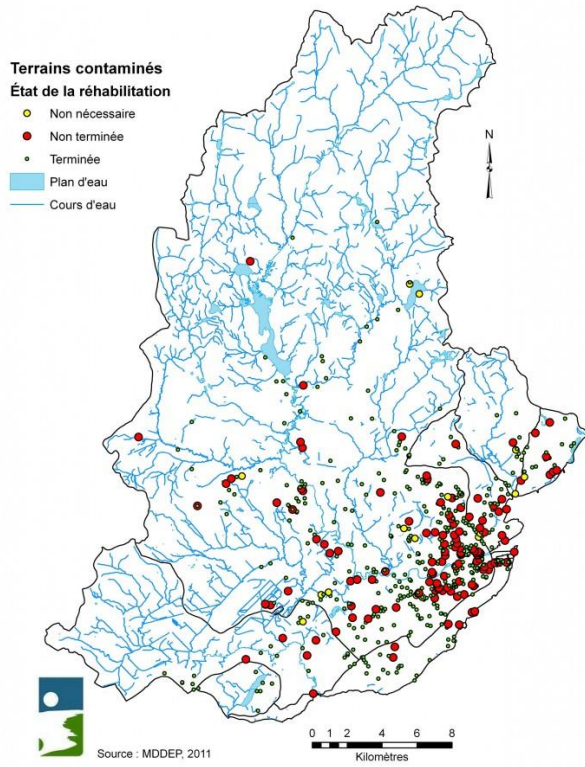 Terrains contaminés
État de la réhabilitation
Non nécessaire
Non terminée
Terminée
Plan d'eau
Cours d'eau
N
Source : MDDEP, 2011
0 1 2 4 6 8
Kilomètres